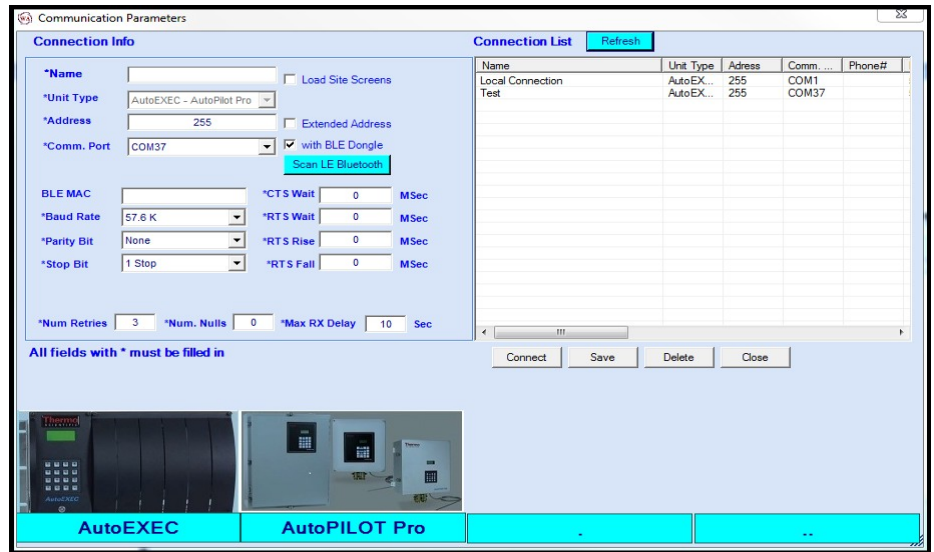 Communication Parameters
Connection Info
*Name
Load Site Screens
*Unit Type
AutoEXEC - AutoPilot Pro
*Address
255
Extended Address
*Comm. Port
COM37
with BLE Dongle
Scan LE Bluetooth
BLE MAC
*CTS Wait
0
MSec
*Baud Rate
57.6 K
*RTS Wait
0
MSec
*Parity Bit
None
*RTS Rise
0
MSec
*Stop Bit
1 Stop
*RTS Fall
0
MSec
*Num Retries
3
*Num. Nulls
0
*Max RX Delay
10
Sec
All fields with * must be filled in
Connection List
Refresh
Name Unit Type Adress Comm. ... Phone#
Local Connection AutoEX... 255 COM1
Test AutoEX... 255 COM37
Connect
Save
Delete
Close
Thermo
SCIENTIFIC
AutoEXEC
AutoEXEC
AutoPILOT Pro
.
..